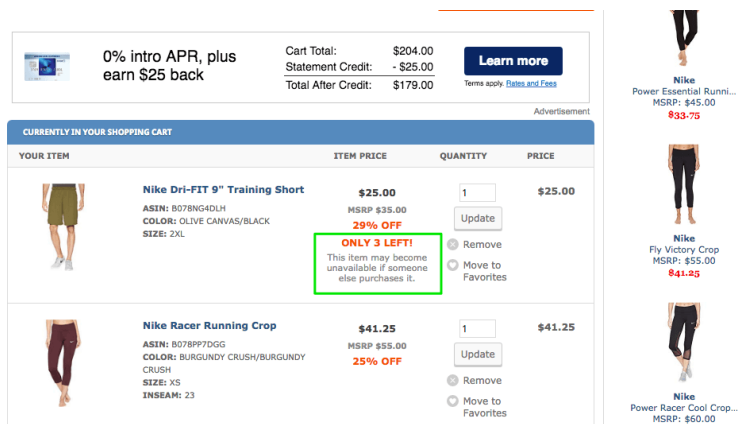 0% intro APR, plus
earn $25 back
Cart Total: $204.00
Statement Credit: - $25.00
Total After Credit: $179.00
Learn more
Terms apply. Rates and Fees
Advertisement
CURRENTLY IN YOUR SHOPPING CART
YOUR ITEM ITEM PRICE QUANTITY PRICE
Nike Dri-FIT 9" Training Short
ASIN: B078NG4DLH
COLOR: OLIVE CANVAS/BLACK
SIZE: 2XL
$25.00
MSRP $35.00
29% OFF
ONLY 3 LEFT!
This item may become
unavailable if someone
else purchases it.
1
Update
Remove
Move to
Favorites
$25.00
Nike Racer Running Crop
ASIN: B078PP7DGG
COLOR: BURGUNDY CRUSH/BURGUNDY
CRUSH
SIZE: XS
INSEAM: 23
$41.25
MSRP $55.00
25% OFF
1
Update
Remove
Move to
Favorites
$41.25
Nike
Power Essential Runni...
MSRP: $45.00
$33.75
Nike
Fly Victory Crop
MSRP: $55.00
$41.25
Nike
Power Racer Cool Crop...
MSRP: $60.00